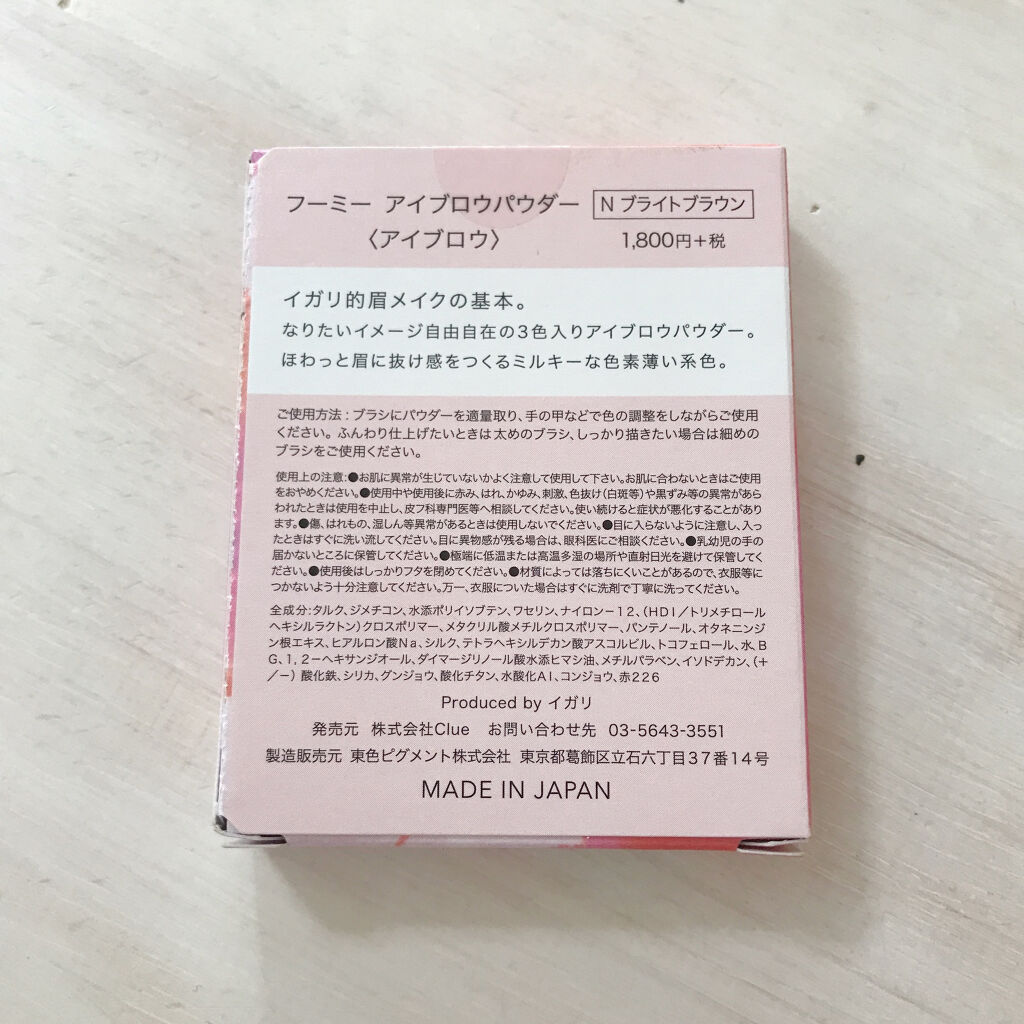 フーミー アイブロウパウダー N ブライトブラウン
〈アイブロウ〉 1,800円+税
イガリ的眉メイクの基本。
なりたいイメージ自由自在の3色入りアイブロウパウダー。
ほわっと眉に抜け感をつくるミルキーな色素薄い系色。
ご使用方法:ブラシにパウダーを適量取り、手の甲などで色の調整をしながらご使用
ください。ふんわり仕上げたいときは太めのブラシ、しっかり描きたい場合は細めの
ブラシをご使用ください。
使用上の注意:●お肌に異常が生じていないかよく注意して使用して下さい。お肌に合わないときはご使用
をおやめください。●使用中や使用後に赤み、はれ、かゆみ、刺激、色抜け(白斑等)や黒ずみ等の異常があら
われたときは使用を中止し、皮フ科専門医等へ相談してください。使い続けると症状が悪化することがあり
ます。●傷、はれもの、湿しん等異常があるときは使用しないでください。●目に入らないように注意し、入っ
たときはすぐに洗い流してください。目に異物感が残る場合は、眼科医にご相談ください。●乳幼児の手の
届かないところに保管してください。●極端に低温または高温多湿の場所や直射日光を避けて保管してくだ
さい。●使用後はしっかりフタを閉めてください。●材質によっては落ちにくいことがあるので、衣服等に
つかないよう十分注意してください。万一、衣服についた場合はすぐに洗剤で丁寧に洗ってください。
全成分:タルク、ジメチコン、水添ポリイソブテン、ワセリン、ナイロン-12、(HDI/トリメチロール
ヘキシルラクトン)クロスポリマー、メタクリル酸メチルクロスポリマー、パンテノール、オタネニンジ
ン根エキス、ヒアルロン酸Na、シルク、テトラヘキシルデカン酸アスコルビル、トコフェロール、水、B
G、1,2-ヘキサンジオール、ダイマージリノール酸水添ヒマシ油、メチルパラベン、イソドデカン、(+
/-) 酸化鉄、シリカ、グンジョウ、酸化チタン、水酸化Al、コンジョウ、赤226
Produced by イガリ
発売元 株式会社Clue お問い合わせ先 03-5643-3551
製造販売元 東色ピグメント株式会社 東京都葛飾区立石六丁目37番14号
MADE IN JAPAN